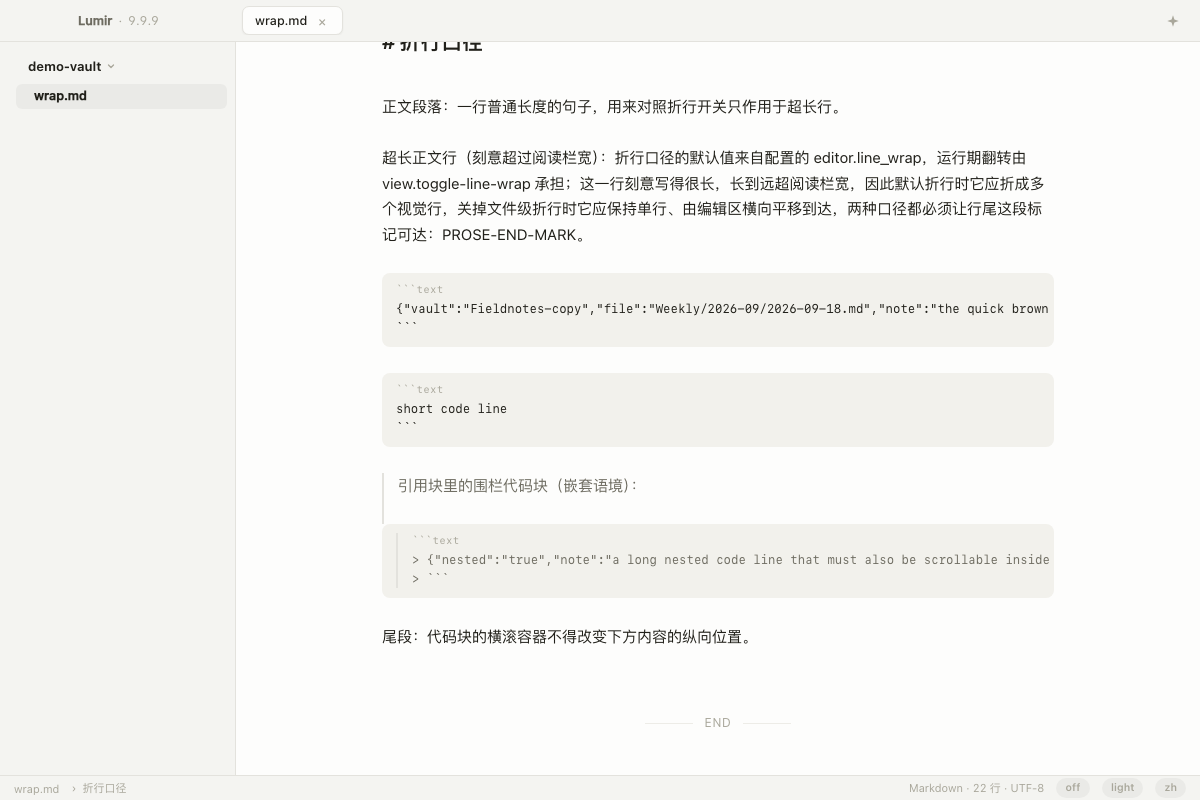 Lumir · 9.9.9
wrap.md ×
demo-vault
wrap.md
# 折行口径
正文段落：一行普通长度的句子，用来对照折行开关只作用于超长行。
超长正文行（刻意超过阅读栏宽）：折行口径的默认值来自配置的 editor.line_wrap，运行期翻转由
view.toggle-line-wrap 承担；这一行刻意写得很长，长到远超阅读栏宽，因此默认折行时它应折成多
个视觉行，关掉文件级折行时它应保持单行、由编辑区横向平移到达，两种口径都必须让行尾这段标
记可达：PROSE-END-MARK。
```text
{"vault":"Fieldnotes-copy","file":"Weekly/2026-09/2026-09-18.md","note":"the quick brown
```
```text
short code line
```
引用块里的围栏代码块（嵌套语境）：
```text
> {"nested":"true","note":"a long nested code line that must also be scrollable inside
> ```
尾段：代码块的横滚容器不得改变下方内容的纵向位置。
END
wrap.md › 折行口径
Markdown · 22 行 · UTF-8 off light zh